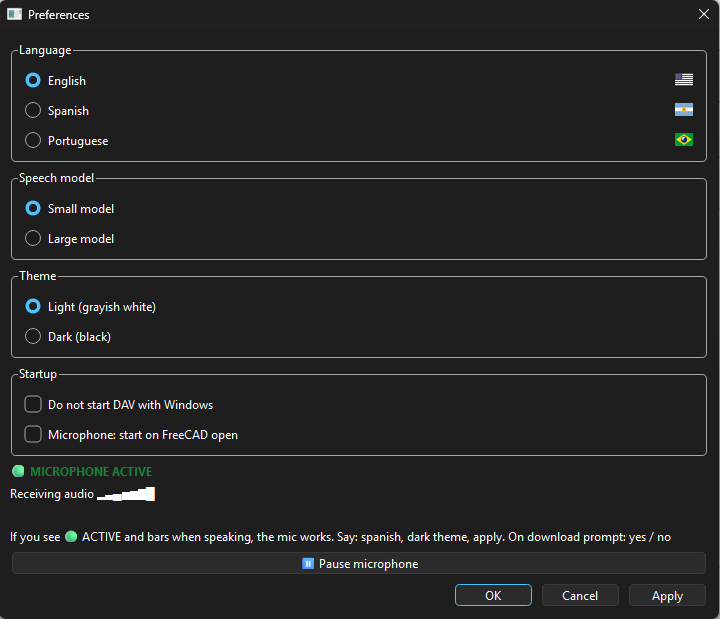 Preferences
Language
English
Spanish
Portuguese
Speech model
Small model
Large model
Theme
Light (grayish white)
Dark (black)
Startup
Do not start DAV with Windows
Microphone: start on FreeCAD open
MICROPHONE ACTIVE
Receiving audio
If you see ACTIVE and bars when speaking, the mic works. Say: spanish, dark theme, apply. On download prompt: yes / no
Pause microphone
OK Cancel Apply